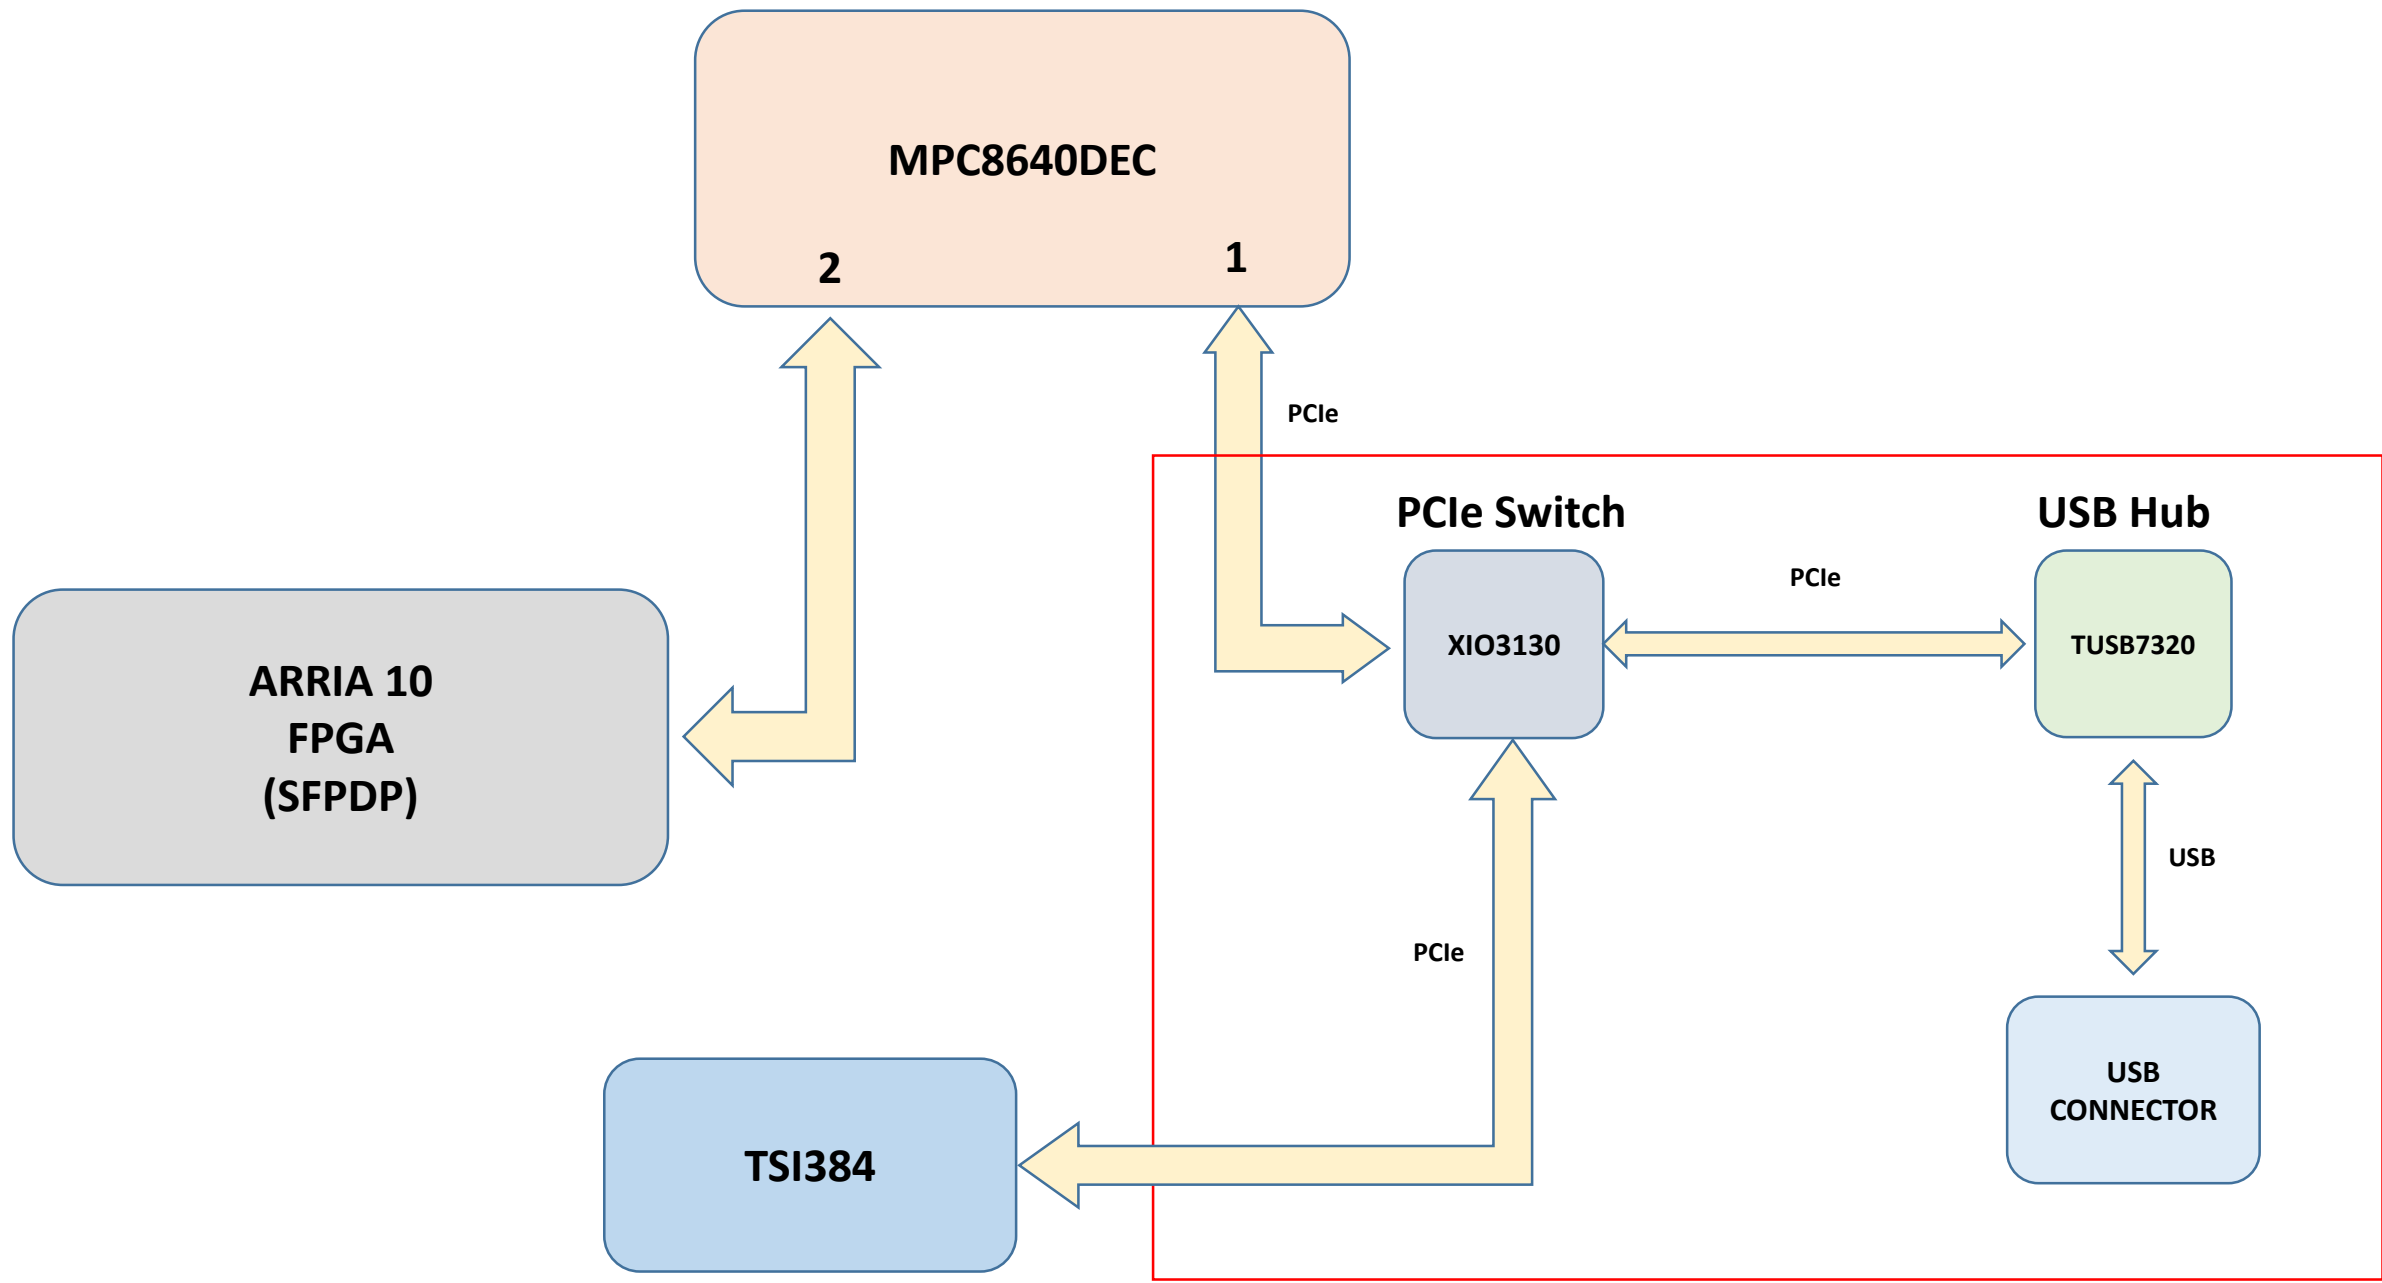 MPC8640DEC
2
1
PCIe
PCIe Switch
USB Hub
PCIe
XIO3130
TUSB7320
ARRIA 10
FPGA
(SFPDP)
USB
PCIe
USB
CONNECTOR
TSI384